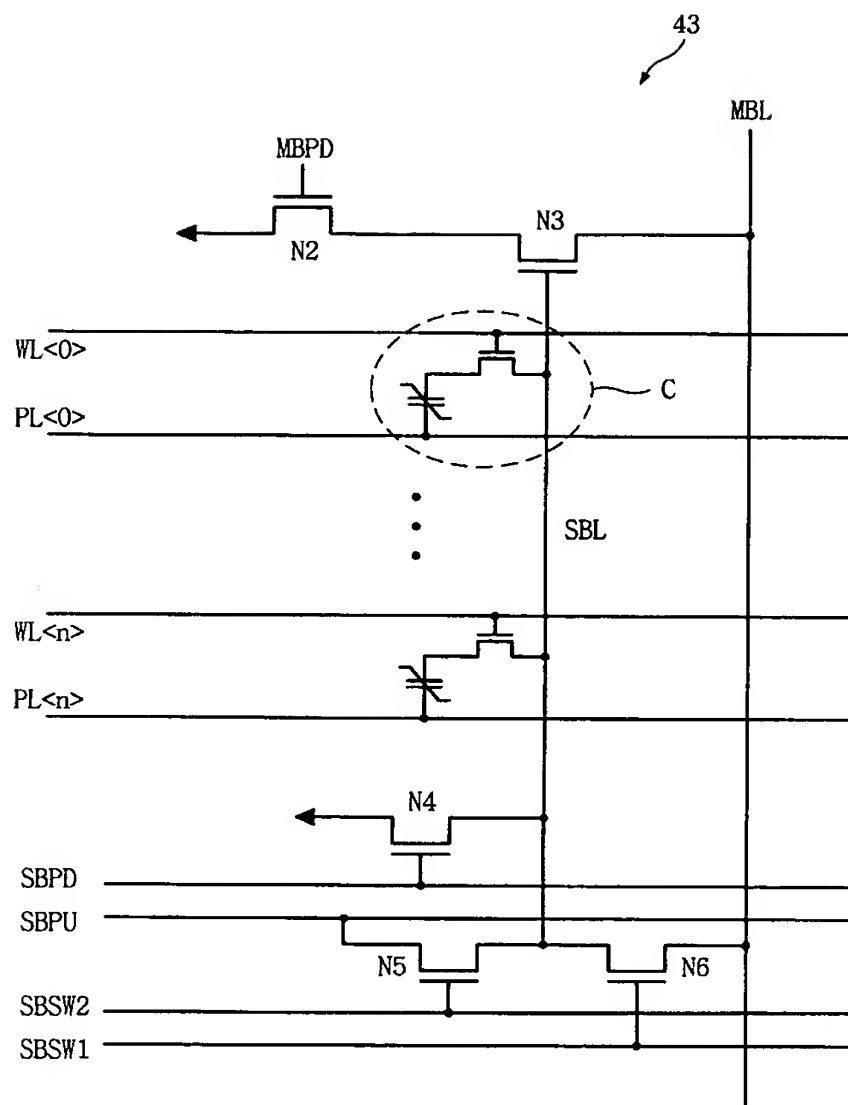 43
MBL
MBPD
N2
N3
WL<0>
C
PL<0>
SBL
WL<n>
PL<n>
N4
SBPD
SBPU
N5
N6
SBSW2
SBSW1